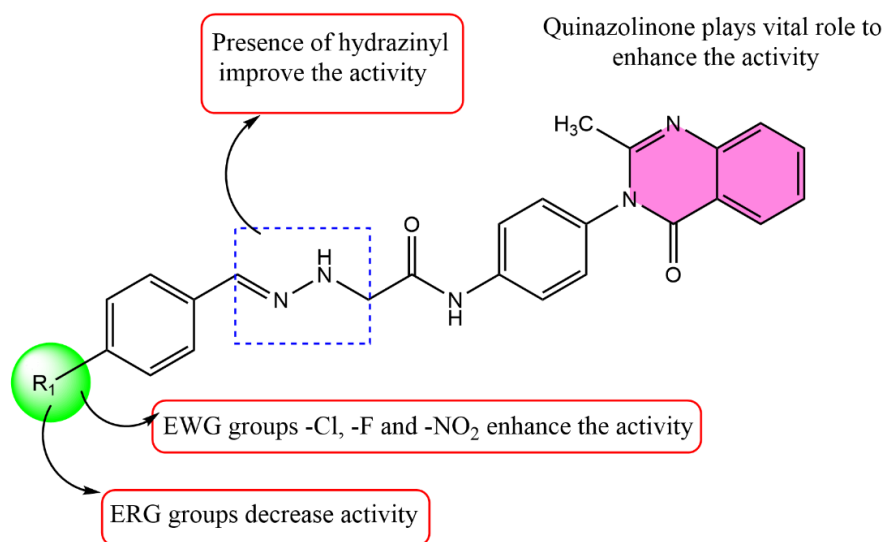 Presence of hydrazinyl
improve the activity
Quinazolinone plays vital role to
enhance the activity
H₃C
N
N
O
O
H
N
N
N
H
R₁
EWG groups -Cl, -F and -NO₂ enhance the activity
ERG groups decrease activity